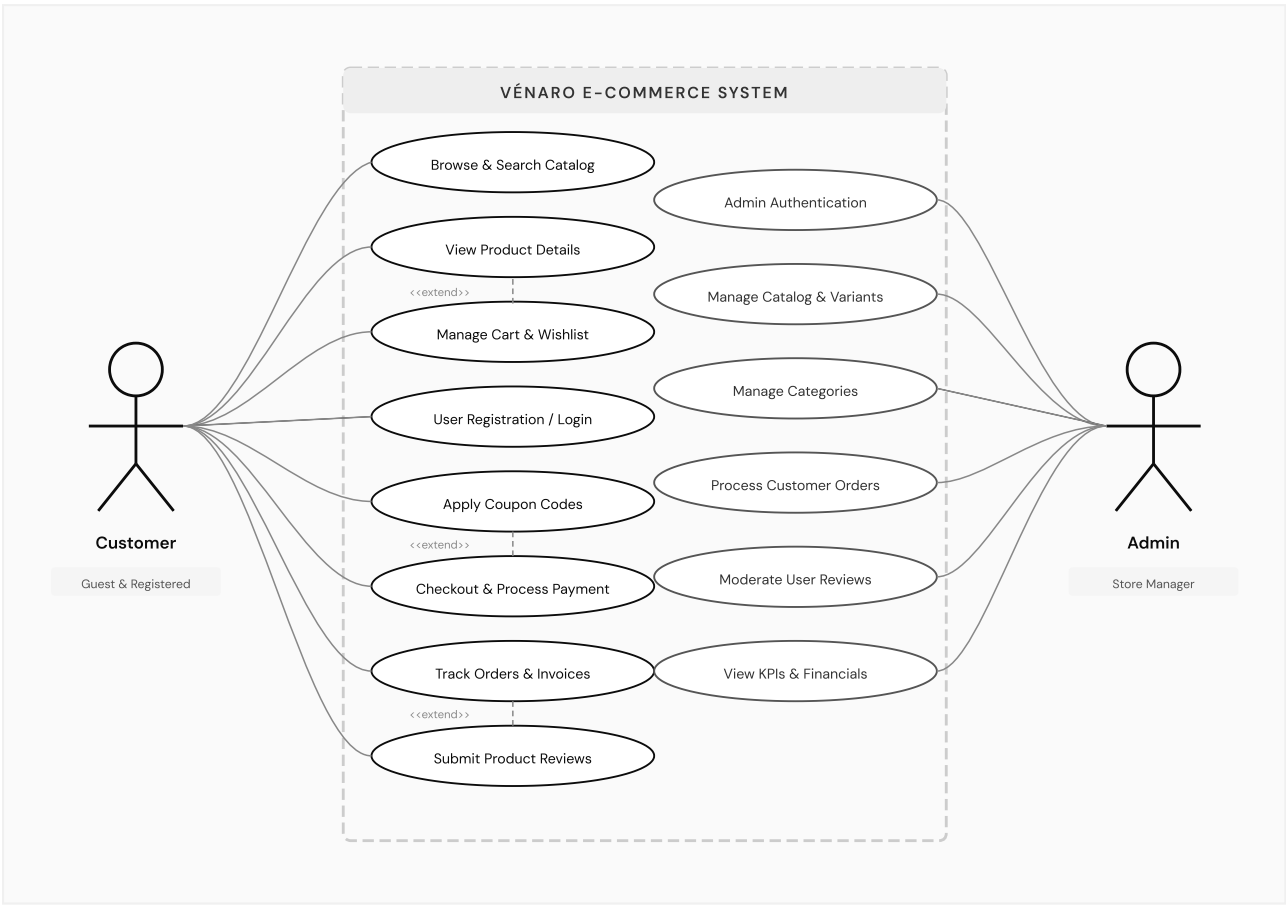 VÉNARO E-COMMERCE SYSTEM
Browse & Search Catalog
View Product Details
<<extend>>
Manage Cart & Wishlist
User Registration / Login
Apply Coupon Codes
<<extend>>
Checkout & Process Payment
Track Orders & Invoices
<<extend>>
Submit Product Reviews
Admin Authentication
Manage Catalog & Variants
Manage Categories
Process Customer Orders
Moderate User Reviews
View KPIs & Financials
Customer
Guest & Registered
Admin
Store Manager